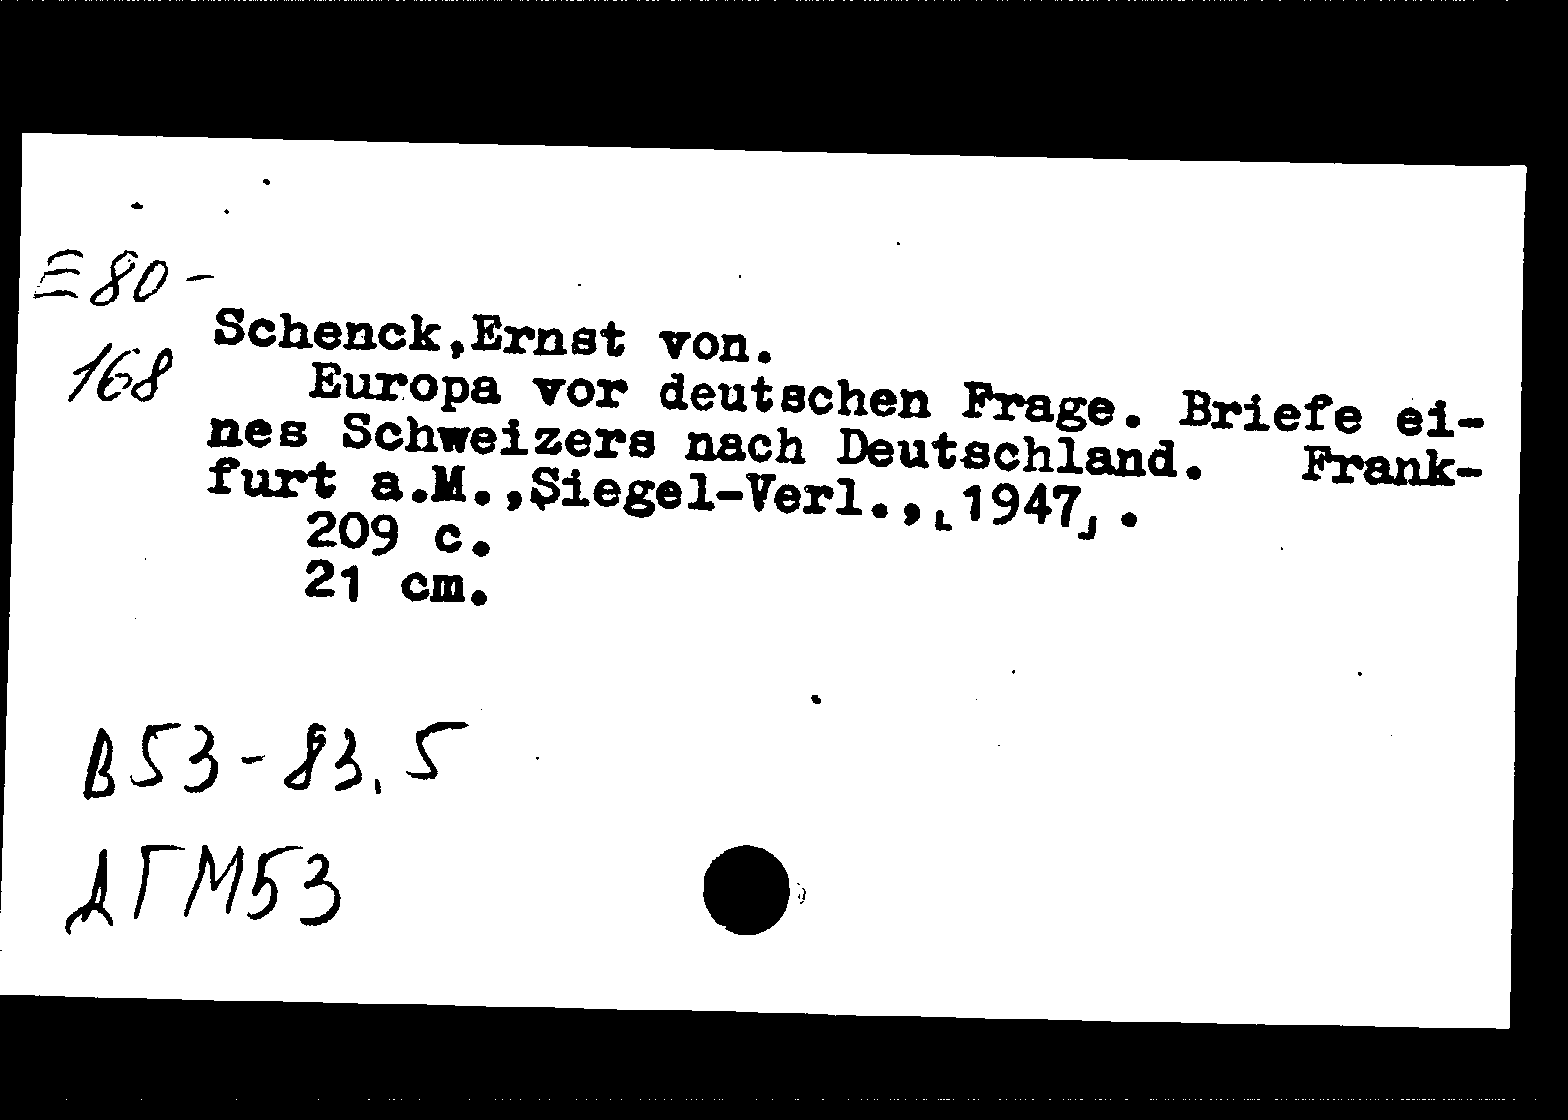 Ξ 80-
168
Schenck,Ernst von.
Europa vor deutschen Frage. Briefe ei-
nes Schweizers nach Deutschland. Frank-
furt a.M.,Siegel-Verl.,[1947].
209 c.
21 cm.
В53-83,5
ДГМ53